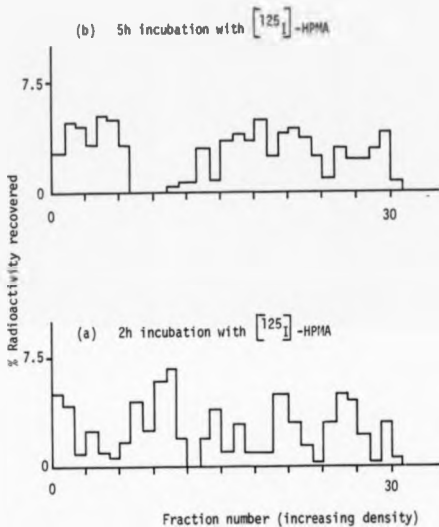 (b) 5h incubation with [125I]-HPMA
7.5
0
0 30
% Radioactivity recovered
(a) 2h incubation with [125I]-HPMA
7.5
0
0 30
Fraction number (increasing density)